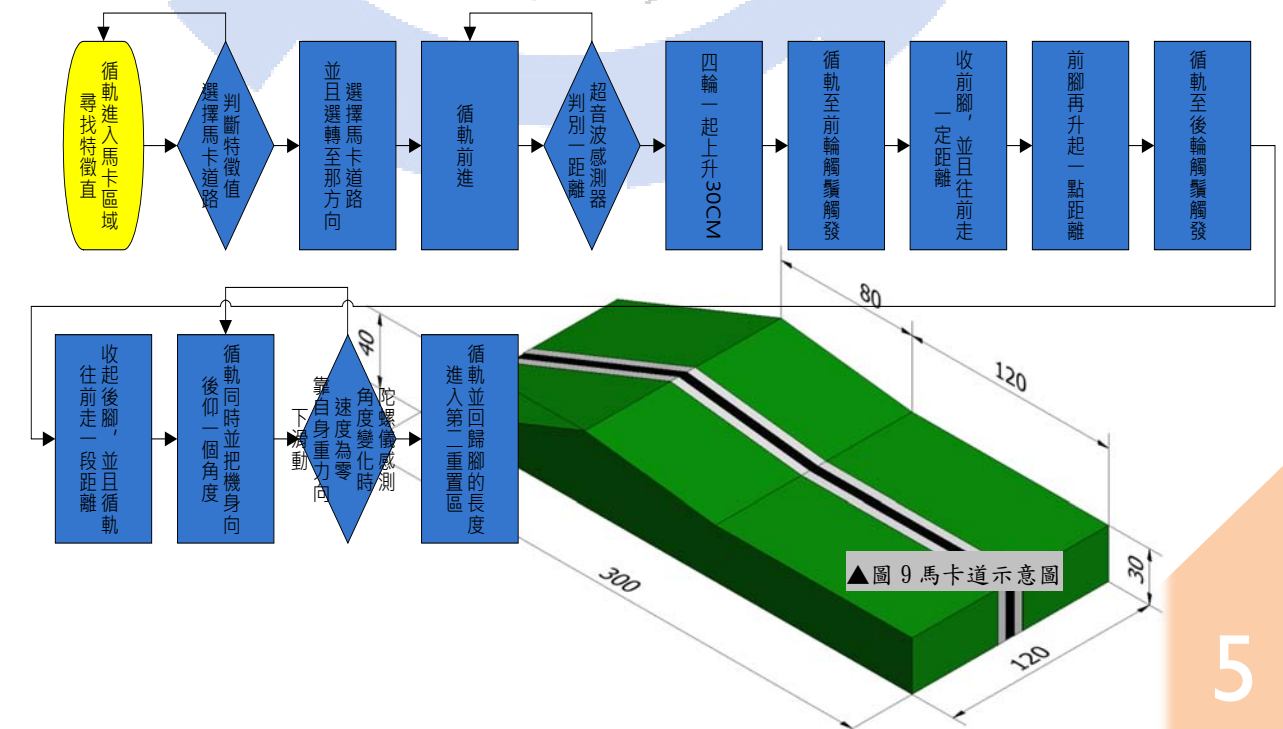 循軌進入馬卡區域
尋找特徵直
判斷特徵值
選擇馬卡道路
選擇馬卡道路
並且選轉至那方向
循軌前進
超音波感測器
判別一距離
四輪一起上升30CM
循軌至前輪觸鬚觸發
收前腳，並且往前走
一定距離
前腳再升起一點距離
循軌至後輪觸鬚觸發
收起後腳，並且循軌
往前走一段距離
循軌同時並把機身向
後仰一個角度
陀螺儀感測
角度變化時
速度為零
靠自身重力向
下滑動
循軌並回歸腳的長度
進入第二重置區
80
120
40
300
120
30
▲圖 9 馬卡道示意圖
5